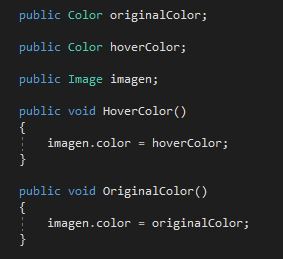 public Color originalColor;
public Color hoverColor;
public Image imagen;
public void HoverColor()
{
imagen.color = hoverColor;
}
public void OriginalColor()
{
imagen.color = originalColor;
}